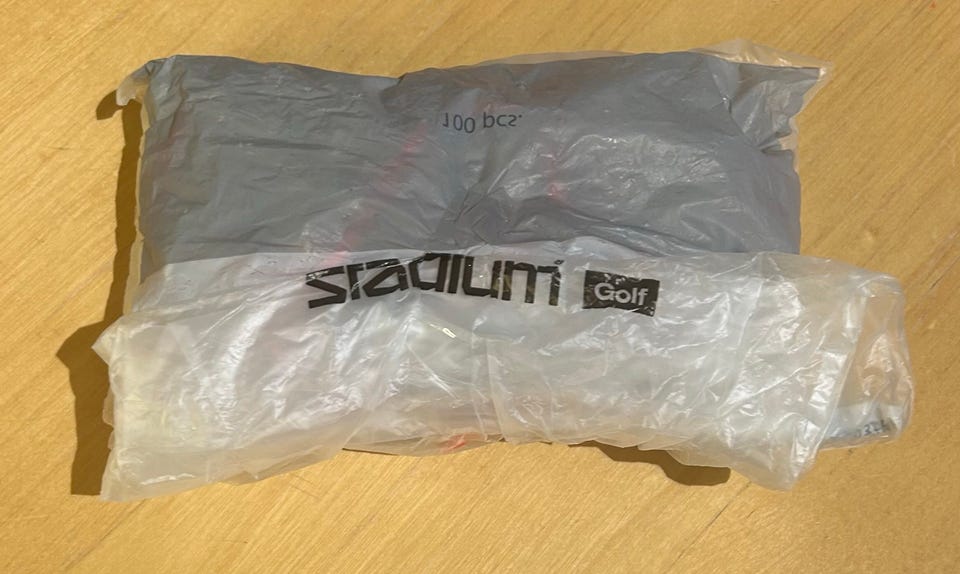 100 pcs.
stadium Golf